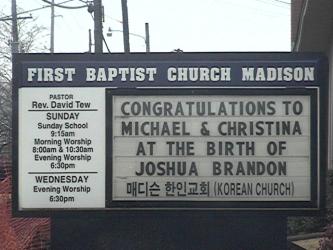 FIRST BAPTIST CHURCH MADISON
PASTOR
Rev. David Tew
SUNDAY
Sunday School
9:15am
Morning Worship
8:00am & 10:30am
Evening Worship
6:30pm
WEDNESDAY
Evening Worship
6:30pm
CONGRATULATIONS TO
MICHAEL & CHRISTINA
AT THE BIRTH OF
JOSHUA BRANDON
매디슨 한인교회 (KOREAN CHURCH)